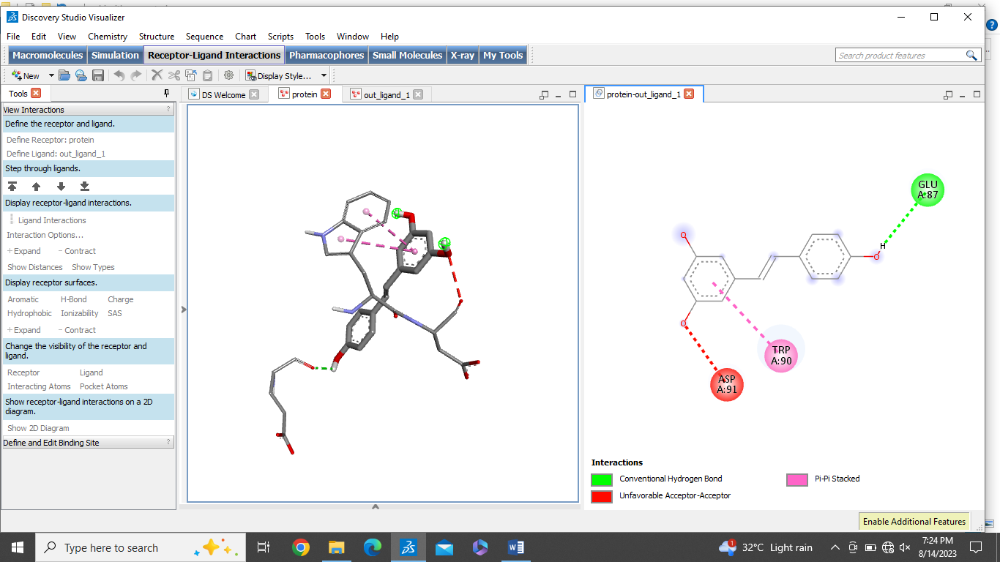 Discovery Studio Visualizer
File Edit View Chemistry Structure Sequence Chart Scripts Tools Window Help
Macromolecules Simulation Receptor-Ligand Interactions Pharmacophores Small Molecules X-ray My Tools
Search product features
New Display Style...
Tools
DS Welcome protein out_ligand_1
protein-out_ligand_1
View Interactions ?
Define the receptor and ligand.
Define Receptor: protein
Define Ligand: out_ligand_1
Step through ligands.
Display receptor-ligand interactions.
Ligand Interactions
Interaction Options...
+Expand −Contract
Show Distances Show Types
Display receptor surfaces.
Aromatic H-Bond Charge
Hydrophobic Ionizability SAS
+Expand −Contract
Change the visibility of the receptor and
ligand.
Receptor Ligand
Interacting Atoms Pocket Atoms
Show receptor-ligand interactions on a 2D
diagram.
Show 2D Diagram
Define and Edit Binding Site ?
GLU
A:87
H
O
O
O
TRP
A:90
ASP
A:91
Interactions
Conventional Hydrogen Bond
Unfavorable Acceptor-Acceptor
Pi-Pi Stacked
Enable Additional Features
Type here to search
1
32°C Light rain
7:24 PM
8/14/2023